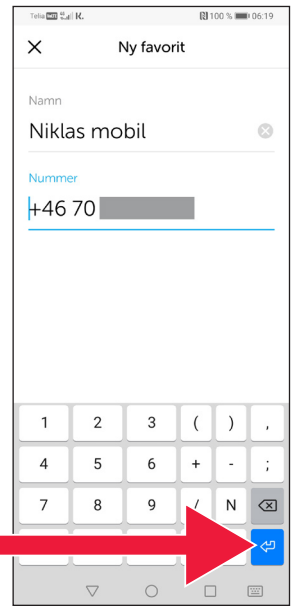 Telia 100 % 06:19
Ny favorit
Namn
Niklas mobil
Nummer
+46 70
1 2 3 ( ) ,
4 5 6 + - ;
7 8 9 / N